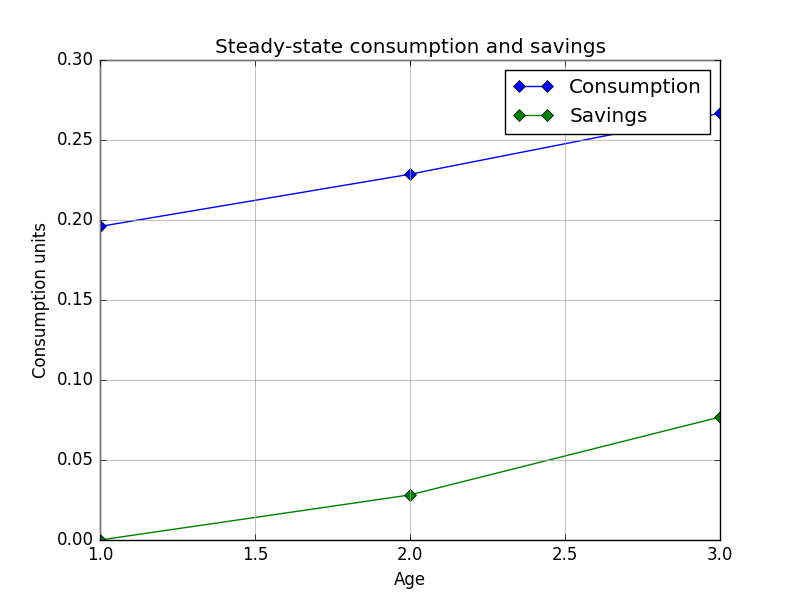 Steady-state consumption and savings
0.30
0.25
0.20
0.15
0.10
0.05
0.00
Consumption units
Consumption
Savings
1.0 1.5 2.0 2.5 3.0
Age